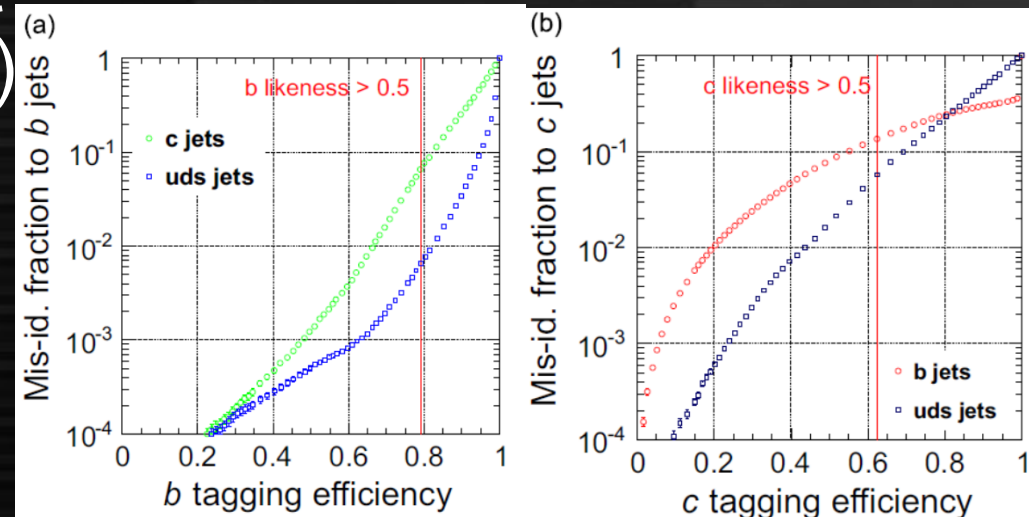 (a)
b likeness > 0.5
c jets
uds jets
Mis-id. fraction to b jets
1
10⁻¹
10⁻²
10⁻³
10⁻⁴
0 0.2 0.4 0.6 0.8 1
b tagging efficiency
(b)
c likeness > 0.5
b jets
uds jets
Mis-id. fraction to c jets
1
10⁻¹
10⁻²
10⁻³
10⁻⁴
0 0.2 0.4 0.6 0.8 1
c tagging efficiency